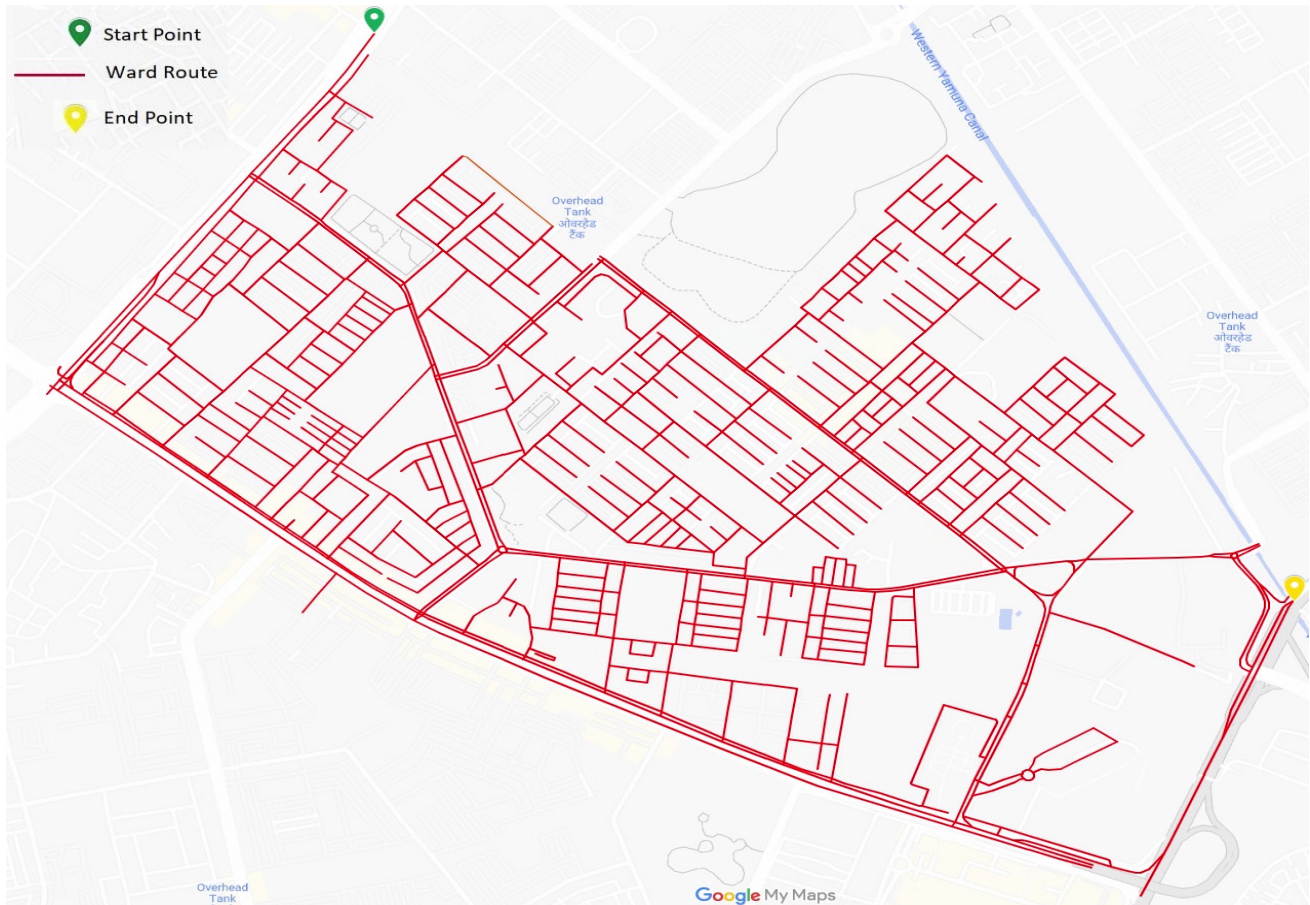 Start Point
Ward Route
End Point
Western Yamuna Canal
Overhead
Tank
ओवरहेड
टैंक
Overhead
Tank
ओवरहेड
टैंक
Overhead
Tank
Google My Maps